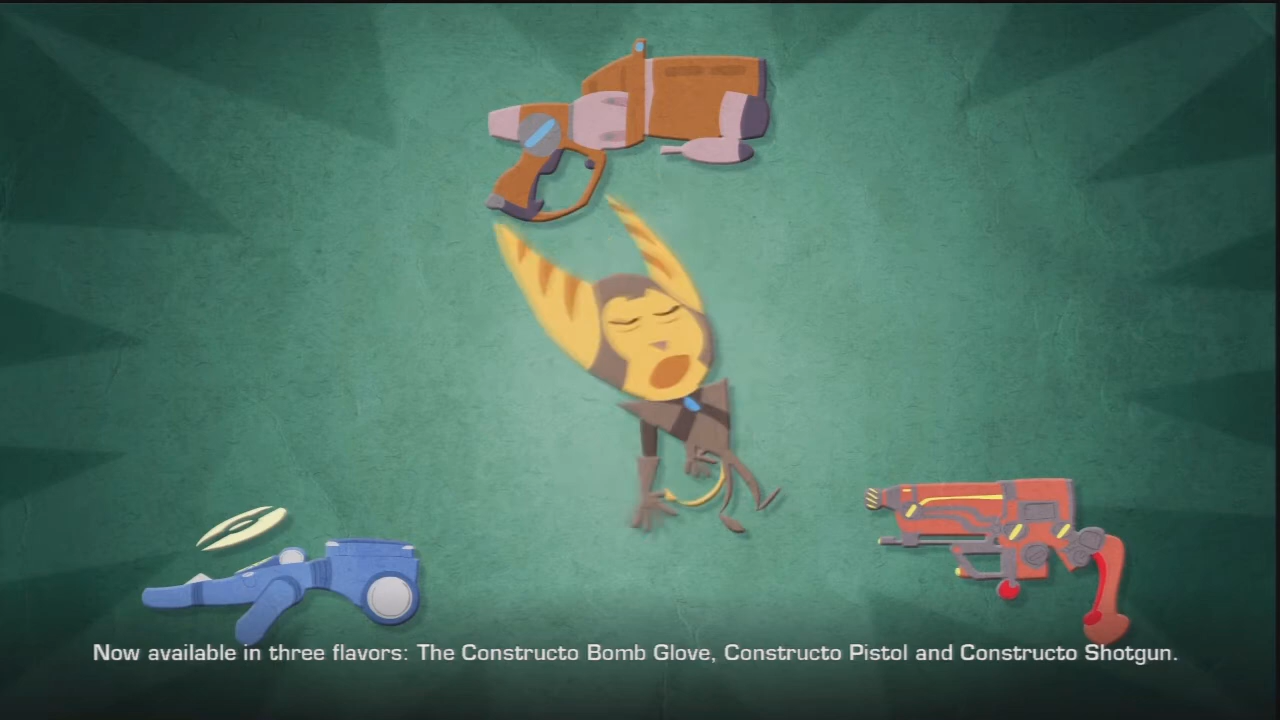 Now available in three flavors: The Constructo Bomb Glove, Constructo Pistol and Constructo Shotgun.